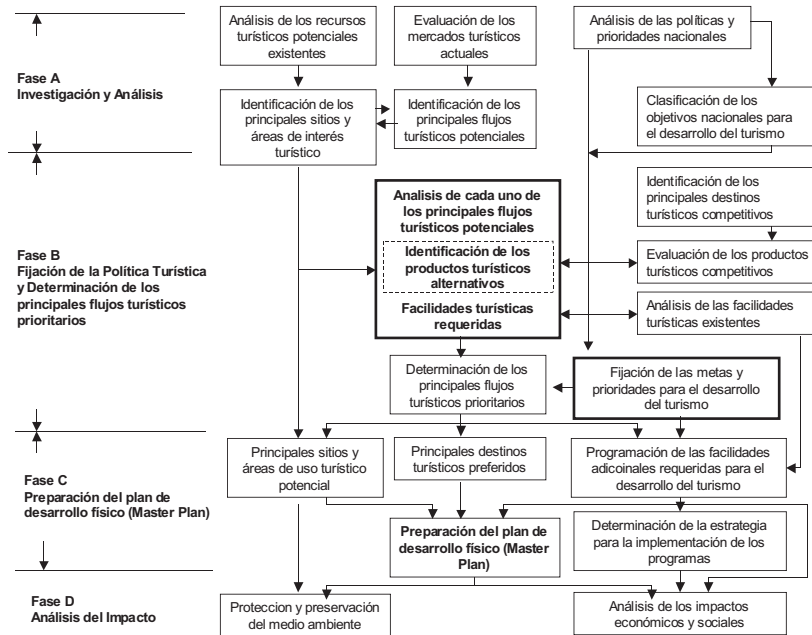 Análisis de los recursos
turísticos potenciales
existentes
Evaluación de los
mercados turísticos
actuales
Análisis de las políticas y
prioridades nacionales
Fase A
Investigación y Análisis
Identificación de los
principales sitios y
áreas de interés
turístico
Identificación de los
principales flujos
turísticos potenciales
Clasificación de los
objetivos nacionales para
el desarrollo del turismo
Fase B
Fijación de la Política Turística
y Determinación de los
principales flujos turísticos
prioritarios
Analisis de cada uno de
los principales flujos
turísticos potenciales
Identificación de los
productos turísticos
alternativos
Facilidades turísticas
requeridas
Identificación de los
principales destinos
turísticos competitivos
Evaluación de los productos
turísticos competitivos
Análisis de las facilidades
turísticas existentes
Determinación de los
principales flujos
turísticos prioritarios
Fijación de las metas y
prioridades para el desarrollo
del turismo
Fase C
Preparación del plan de
desarrollo físico (Master Plan)
Principales sitios y
áreas de uso turístico
potencial
Principales destinos
turísticos preferidos
Programación de las facilidades
adicoinales requeridas para el
desarrollo del turismo
Preparación del plan de
desarrollo físico (Master
Plan)
Determinación de la estrategia
para la implementación de los
programas
Fase D
Análisis del Impacto
Proteccion y preservación
del medio ambiente
Análisis de los impactos
económicos y sociales